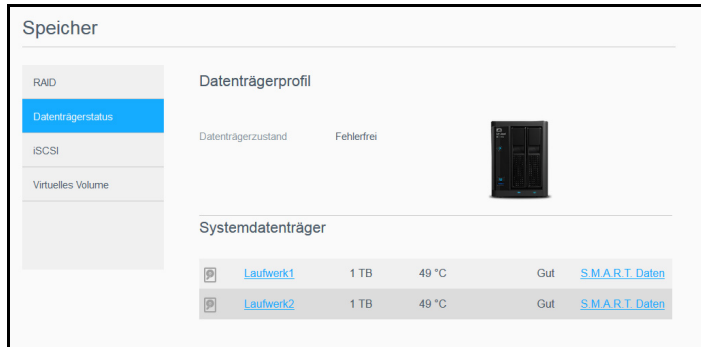 Speicher
RAID
Datenträgerstatus
iSCSI
Virtuelles Volume
Datenträgerprofil
Datenträgerzustand Fehlerfrei
Systemdatenträger
Laufwerk1 1 TB 49 °C Gut S.M.A.R.T. Daten
Laufwerk2 1 TB 49 °C Gut S.M.A.R.T. Daten